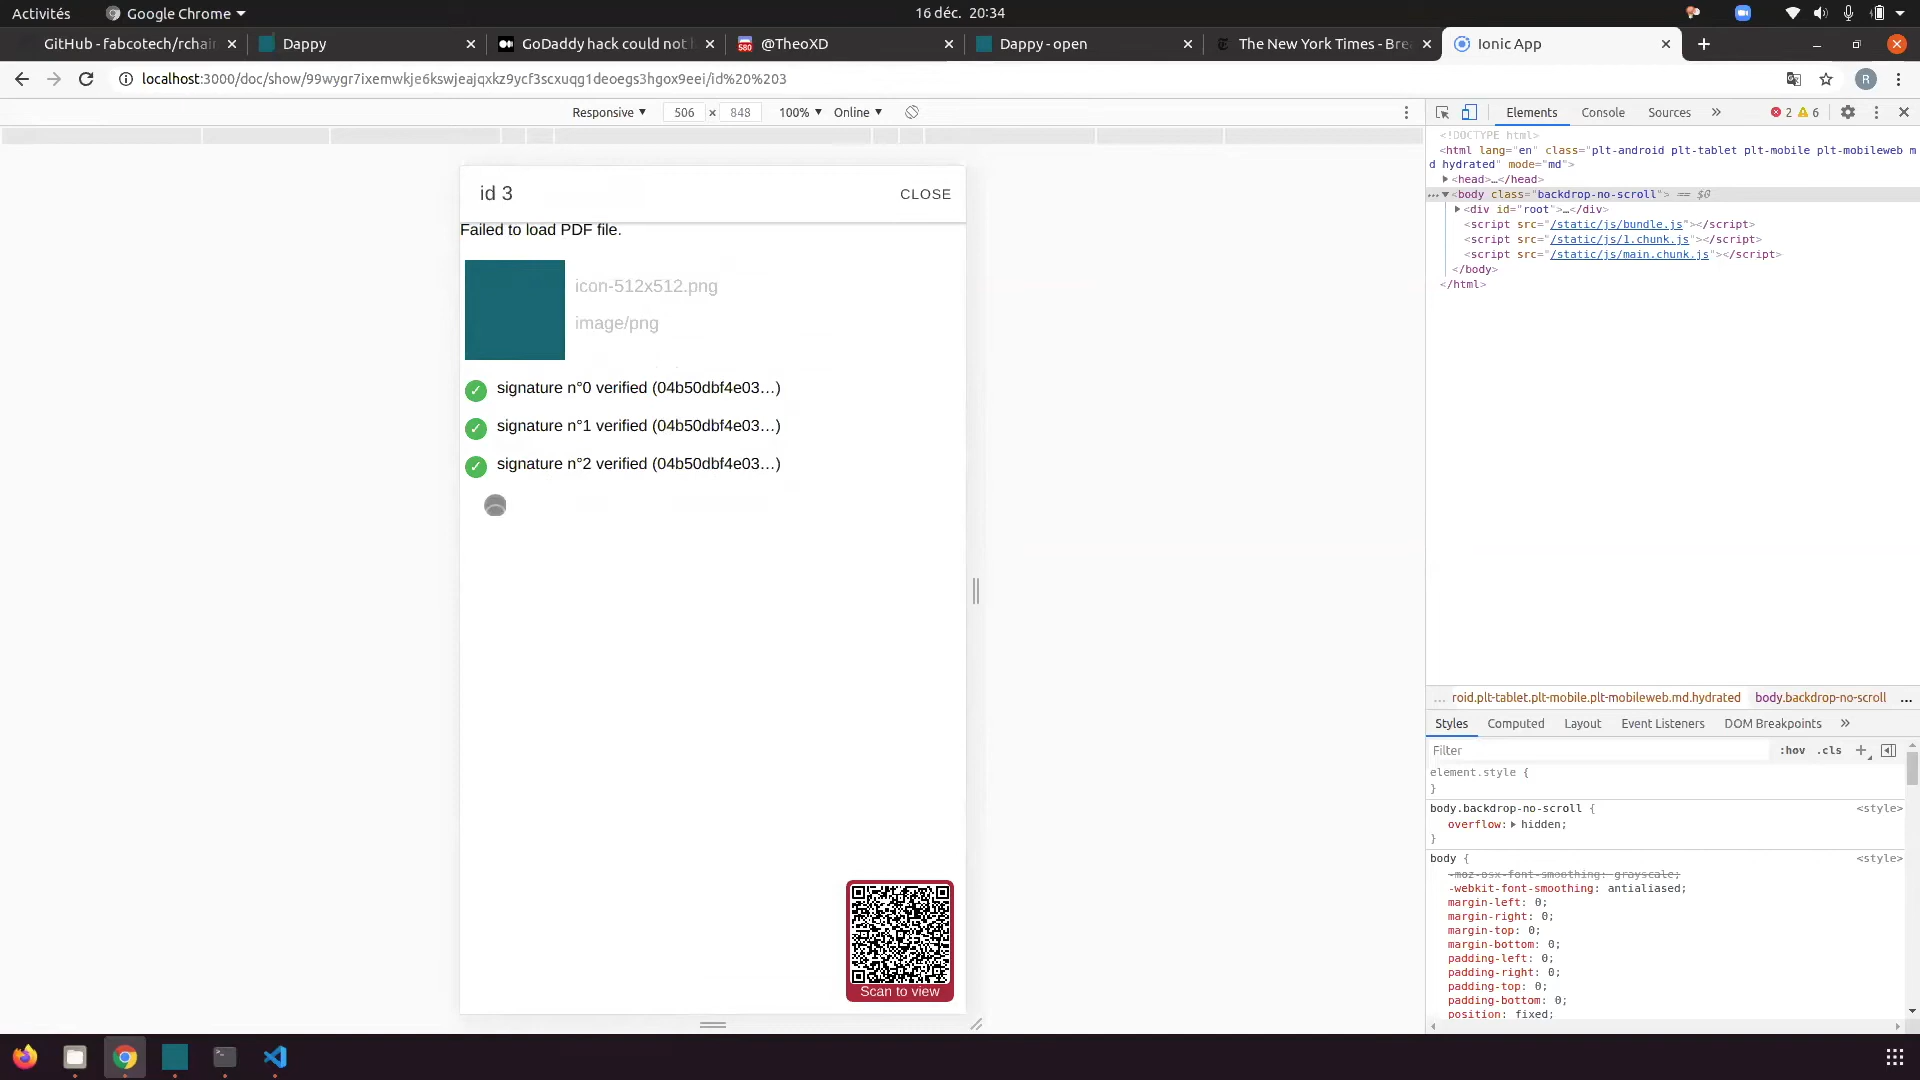 Activités
Google Chrome
16 déc. 20:34
GitHub - fabcotech/rchai
Dappy
GoDaddy hack could not
580
@TheoXD
Dappy - open
The New York Times - Bre
Ionic App
localhost:3000/doc/show/99wygr7ixemwkje6kswjeajqxkz9ycf3scxuqg1deoegs3hgox9eei/id%20%203
R
Responsive
506 × 848
100%
Online
Elements
Console
Sources
2
6
id 3
CLOSE
Failed to load PDF file.
icon-512x512.png
image/png
signature n°0 verified (04b50dbf4e03...)
signature n°1 verified (04b50dbf4e03...)
signature n°2 verified (04b50dbf4e03...)
Scan to view
<!DOCTYPE html>
<html lang="en" class="plt-android plt-tablet plt-mobile plt-mobileweb m
d hydrated" mode="md">
<head>…</head>
<body class="backdrop-no-scroll"> == $0
<div id="root">…</div>
<script src="/static/js/bundle.js"></script>
<script src="/static/js/1.chunk.js"></script>
<script src="/static/js/main.chunk.js"></script>
</body>
</html>
... roid.plt-tablet.plt-mobile.plt-mobileweb.md.hydrated body.backdrop-no-scroll ...
Styles
Computed
Layout
Event Listeners
DOM Breakpoints
Filter
:hov .cls
element.style {
}
body.backdrop-no-scroll {
<style>
overflow: hidden;
}
body {
<style>
-moz-osx-font-smoothing: grayscale;
-webkit-font-smoothing: antialiased;
margin-left: 0;
margin-right: 0;
margin-top: 0;
margin-bottom: 0;
padding-left: 0;
padding-right: 0;
padding-top: 0;
padding-bottom: 0;
position: fixed;